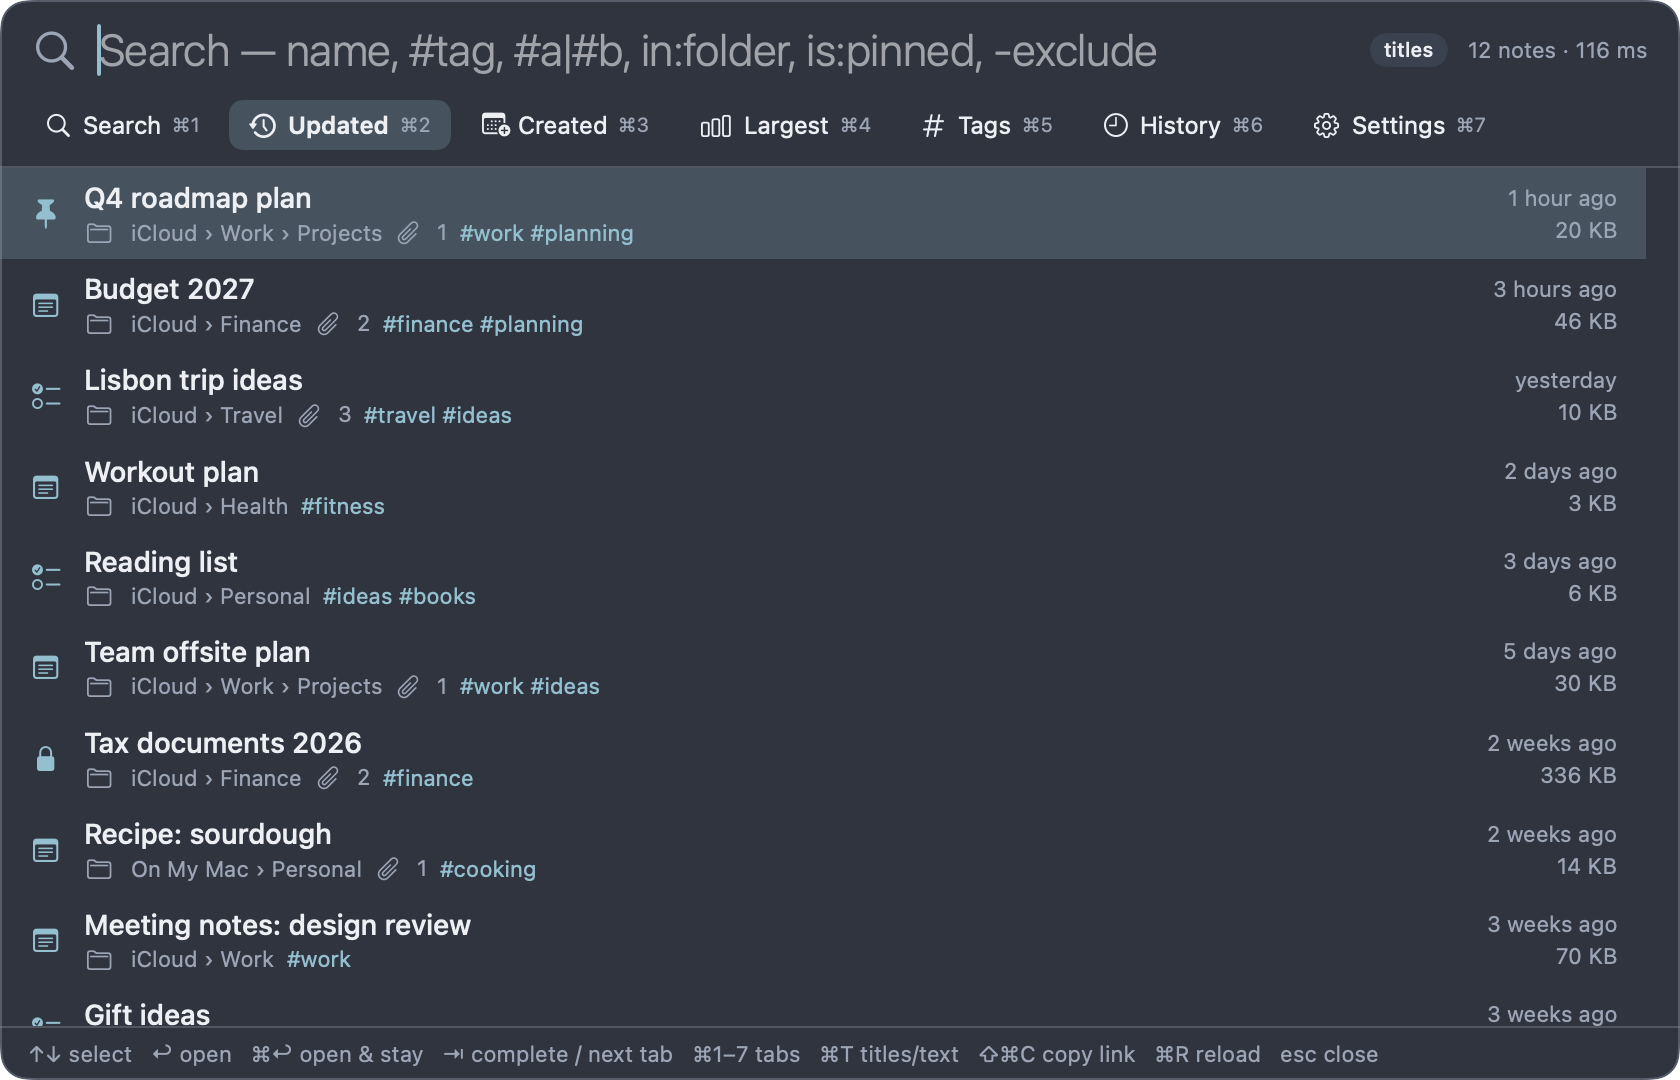 Search — name, #tag, #a|#b, in:folder, is:pinned, -exclude titles 12 notes · 116 ms
Search ⌘1 Updated ⌘2 Created ⌘3 Largest ⌘4 # Tags ⌘5 History ⌘6 Settings ⌘7
Q4 roadmap plan 1 hour ago
iCloud › Work › Projects 1 #work #planning 20 KB
Budget 2027 3 hours ago
iCloud › Finance 2 #finance #planning 46 KB
Lisbon trip ideas yesterday
iCloud › Travel 3 #travel #ideas 10 KB
Workout plan 2 days ago
iCloud › Health #fitness 3 KB
Reading list 3 days ago
iCloud › Personal #ideas #books 6 KB
Team offsite plan 5 days ago
iCloud › Work › Projects 1 #work #ideas 30 KB
Tax documents 2026 2 weeks ago
iCloud › Finance 2 #finance 336 KB
Recipe: sourdough 2 weeks ago
On My Mac › Personal 1 #cooking 14 KB
Meeting notes: design review 3 weeks ago
iCloud › Work #work 70 KB
Gift ideas 3 weeks ago
↑↓ select ↩ open ⌘↩ open & stay ⇥ complete / next tab ⌘1–7 tabs ⌘T titles/text ⇧⌘C copy link ⌘R reload esc close